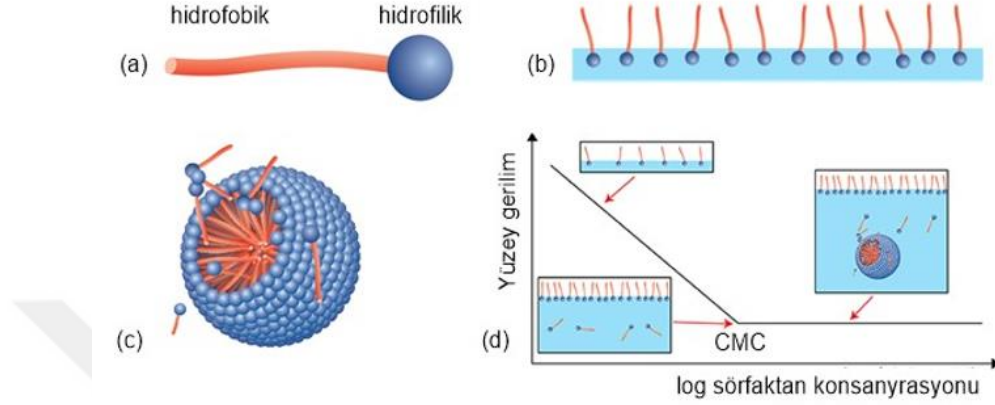 hidrofobik
hidrofilik
(a)
(b)
(c)
(d)
Yüzey gerilim
CMC
log sörfaktan konsanyrasyonu